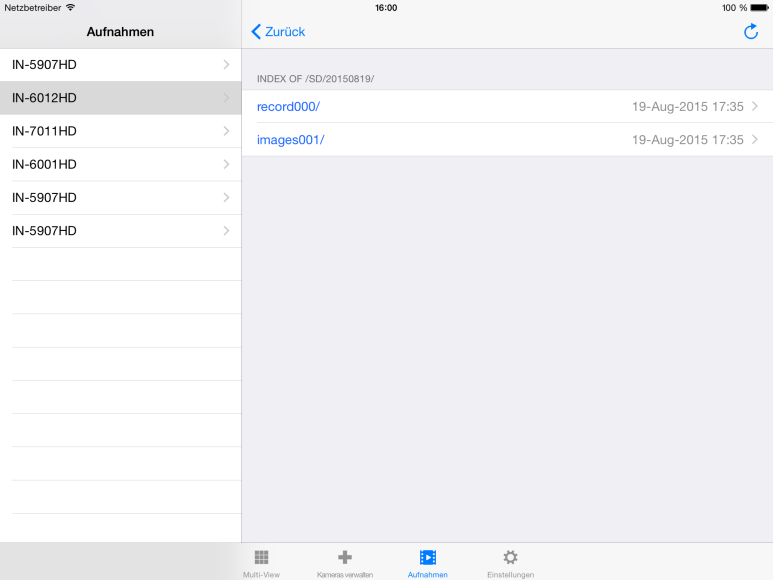 Netzbetreiber 16:00 100 %
Aufnahmen
Zurück
IN-5907HD
IN-6012HD
IN-7011HD
IN-6001HD
IN-5907HD
IN-5907HD
INDEX OF /SD/20150819/
record000/ 19-Aug-2015 17:35
images001/ 19-Aug-2015 17:35
Multi-View Kameras verwalten Aufnahmen Einstellungen